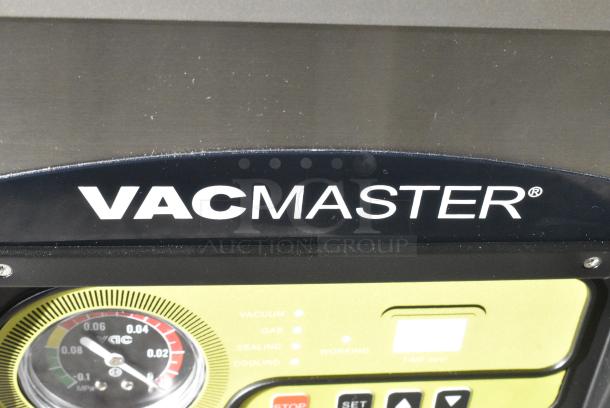 VACMASTER®
PCI
AUCTION GROUP
VACUUM
GAS
SEALING
COOLING
WORKING
0.06 0.04
vac
0.08 0.02
-0.1 0
MPa
STOP SET